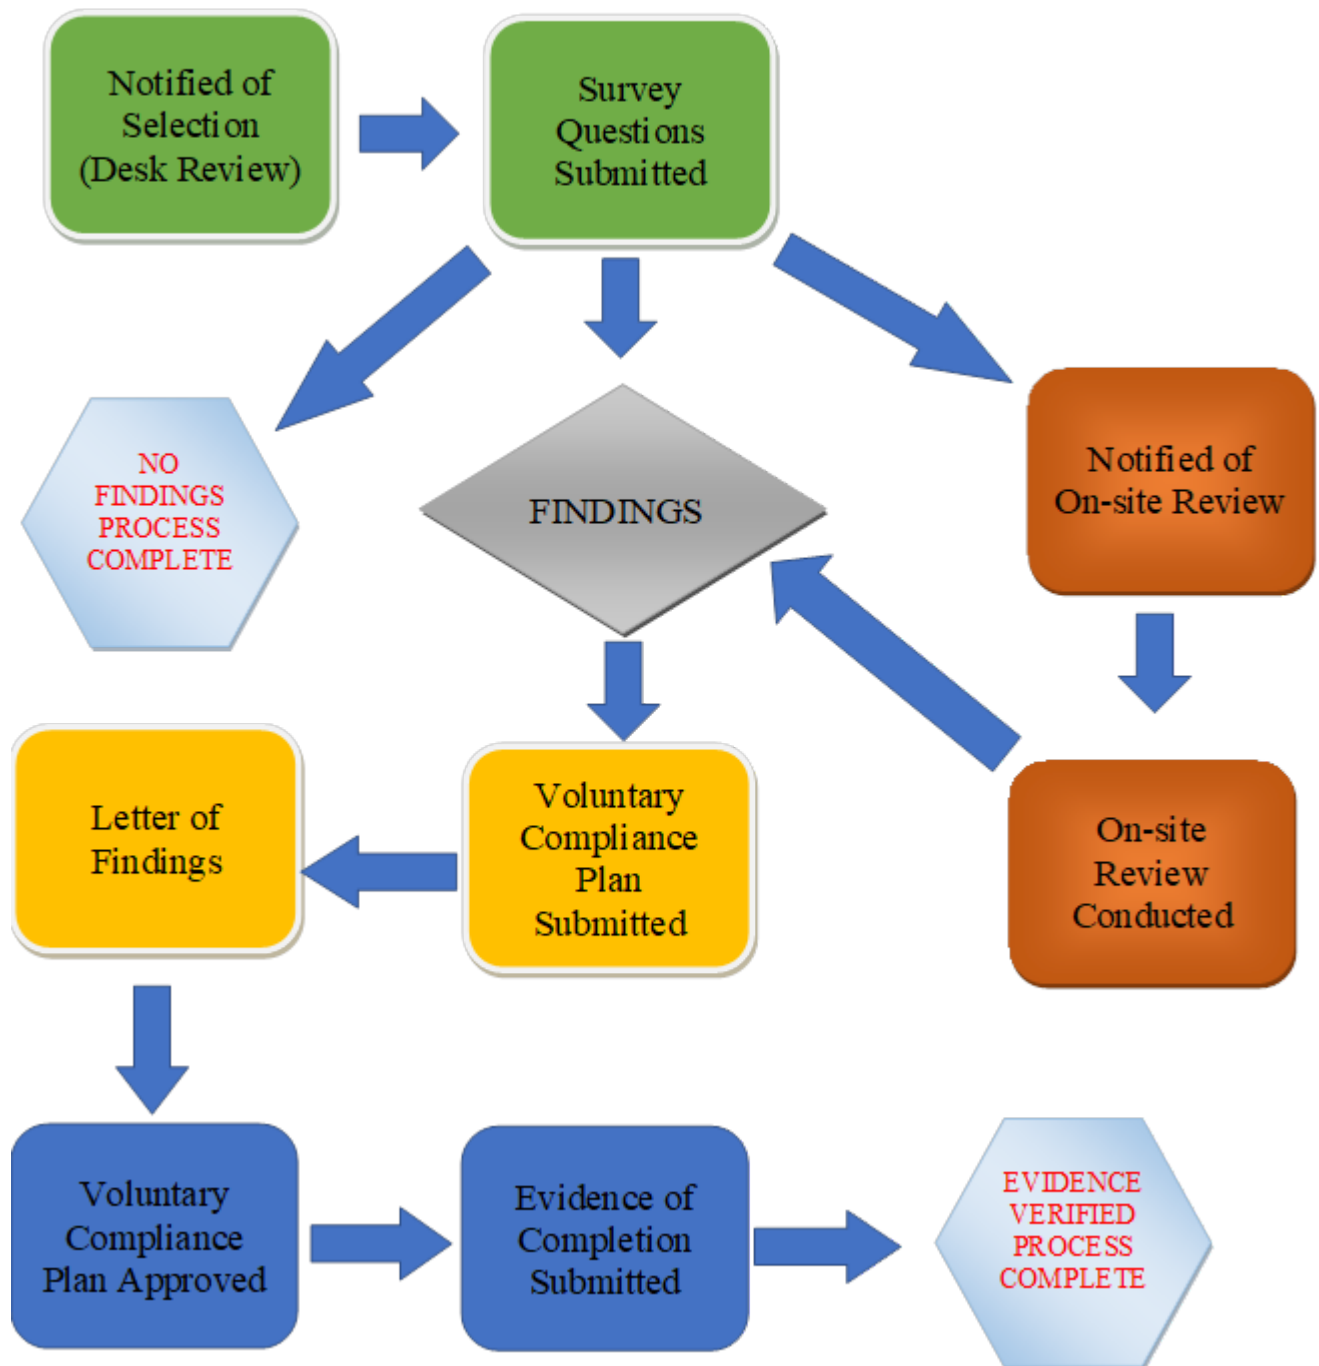 Notified of
Selection
(Desk Review)
Survey
Questions
Submitted
NO
FINDINGS
PROCESS
COMPLETE
FINDINGS
Notified of
On-site Review
Letter of
Findings
Voluntary
Compliance
Plan
Submitted
On-site
Review
Conducted
Voluntary
Compliance
Plan Approved
Evidence of
Completion
Submitted
EVIDENCE
VERIFIED
PROCESS
COMPLETE